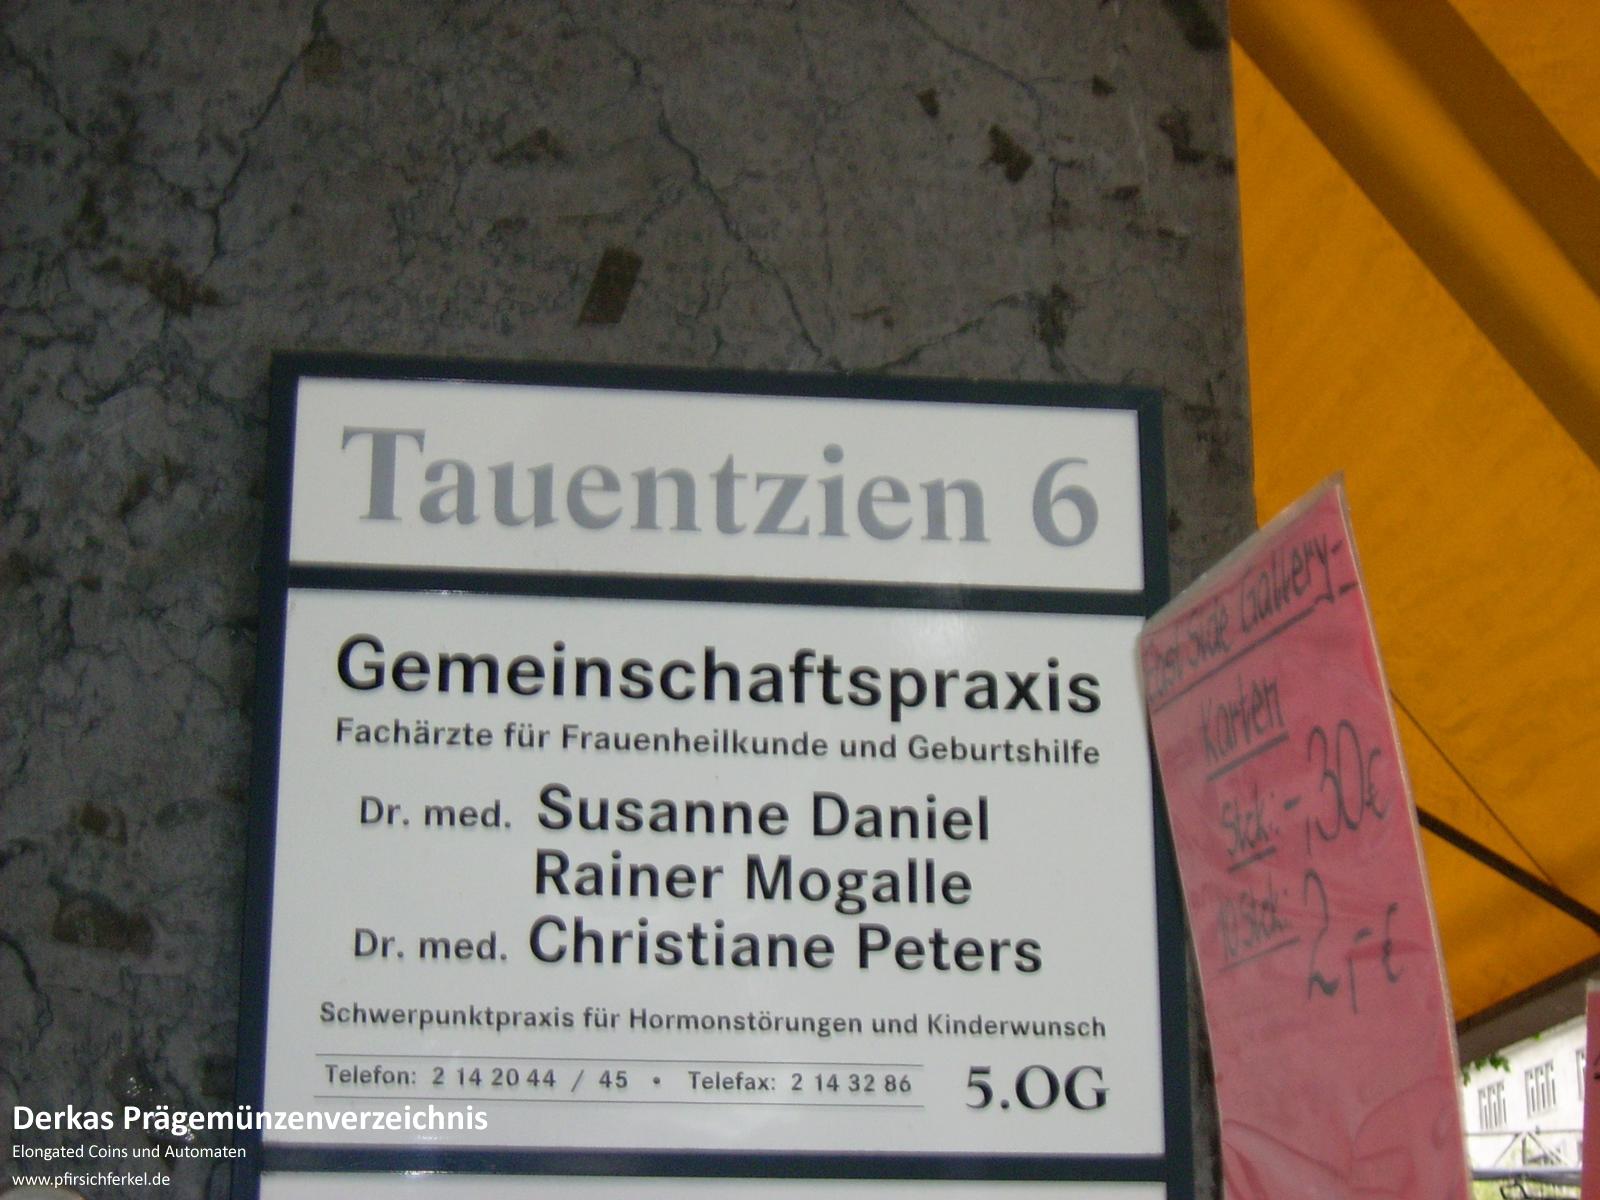 Tauentzien 6
Gemeinschaftspraxis
Fachärzte für Frauenheilkunde und Geburtshilfe
Dr. med. Susanne Daniel
Rainer Mogalle
Dr. med. Christiane Peters
Schwerpunktpraxis für Hormonstörungen und Kinderwunsch
Telefon: 2 14 20 44 / 45 • Telefax: 2 14 32 86
5.OG
East Side Gallery-
Karten
Stck: -,30€
10 Stck: 2,-€
Derkas Prägemünzenverzeichnis
Elongated Coins und Automaten
www.pfirsichferkel.de